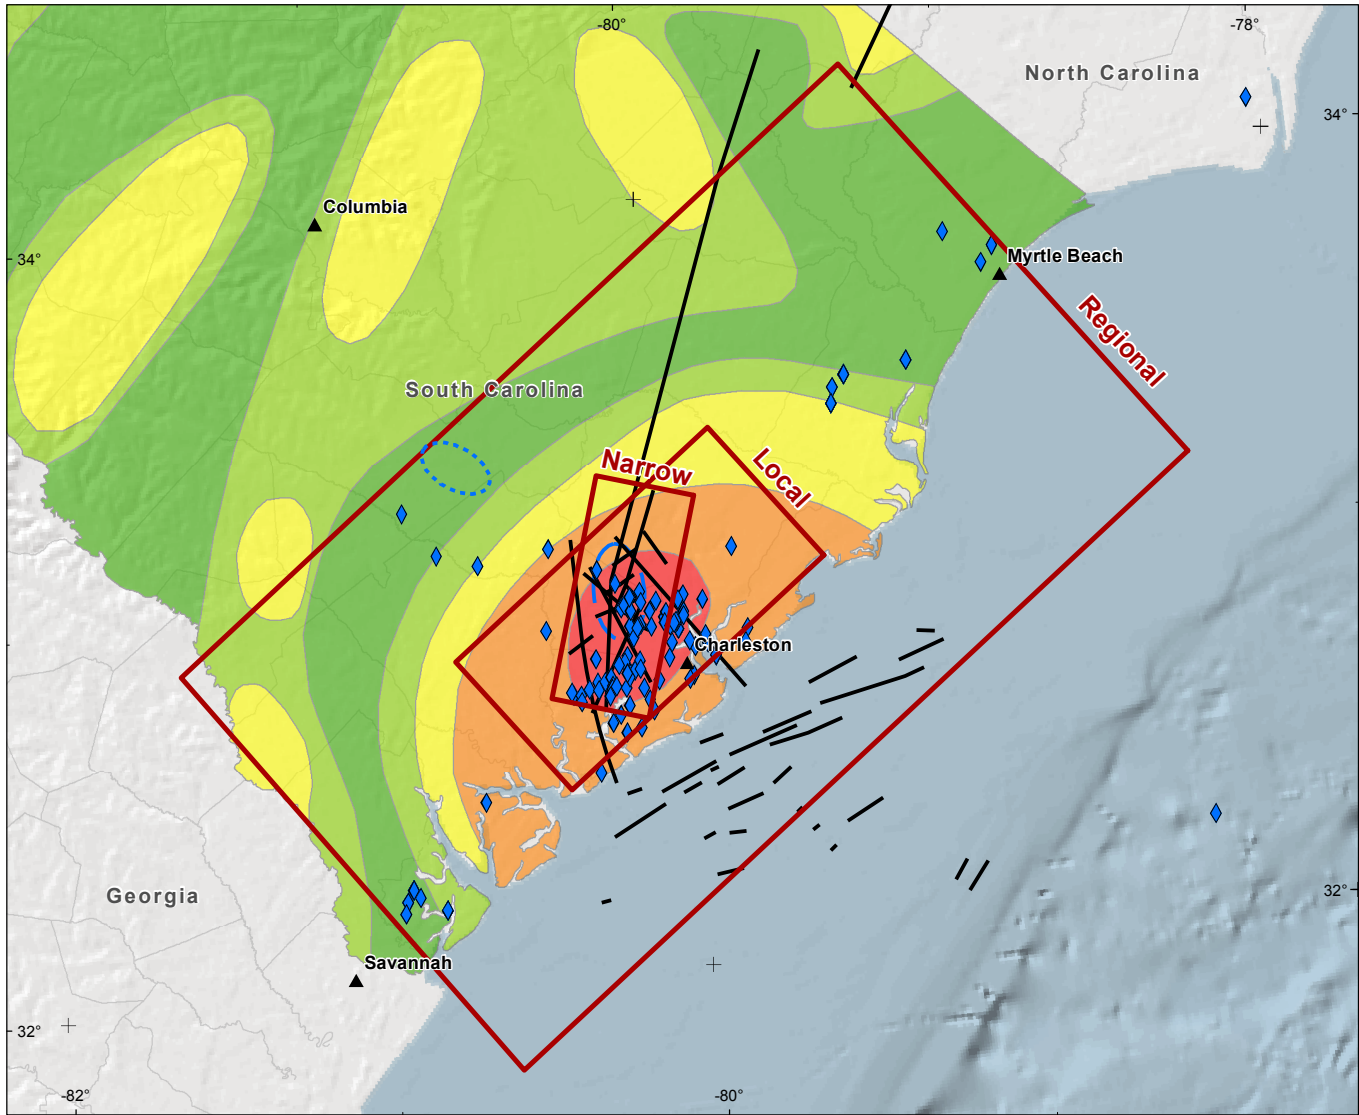 -80°
-78°
North Carolina
34°
Columbia
Myrtle Beach
34°
Regional
South Carolina
Narrow
Local
Charleston
Georgia
32°
Savannah
32°
-82°
-80°